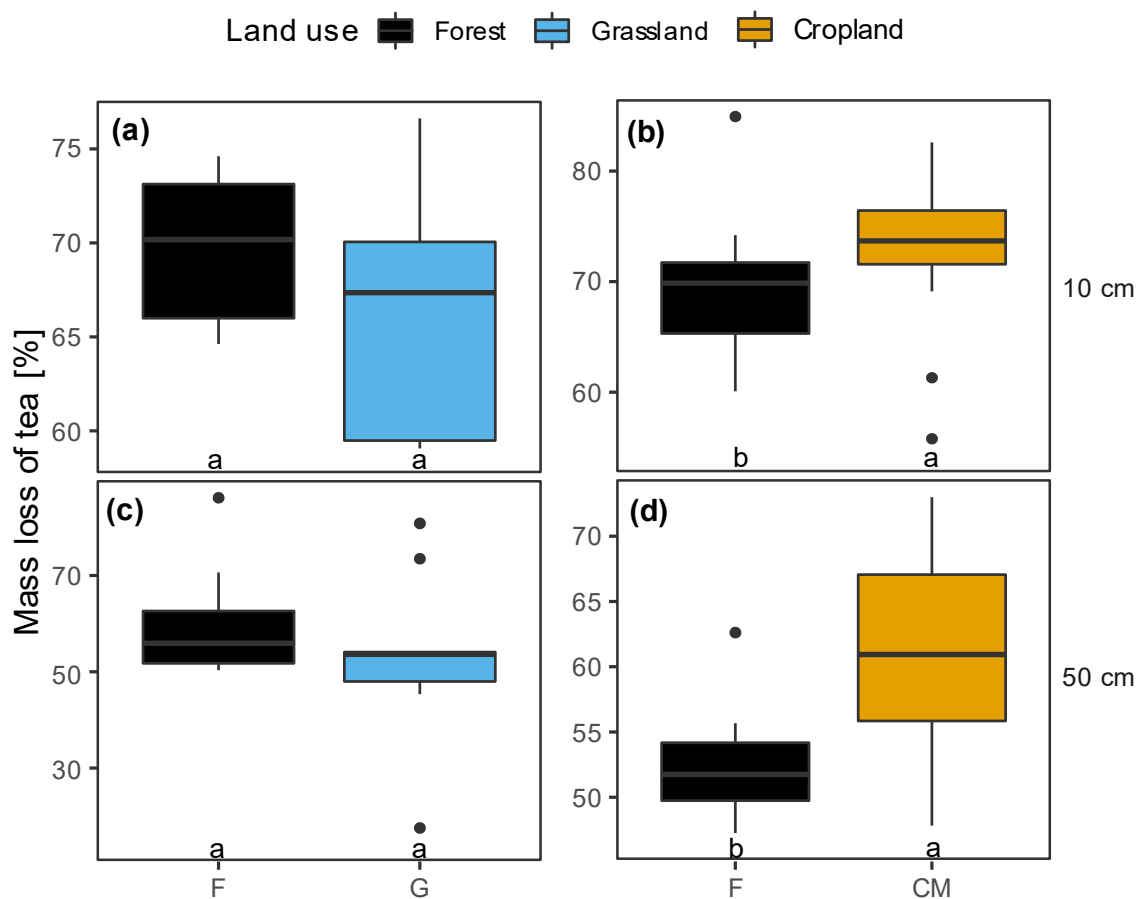 Land use Forest Grassland Cropland
Mass loss of tea [%]
(a)
75
70
65
60
a a
(b)
80
70
60
b a
10 cm
(c)
70
50
30
a a
F G
(d)
70
65
60
55
50
b a
F CM
50 cm